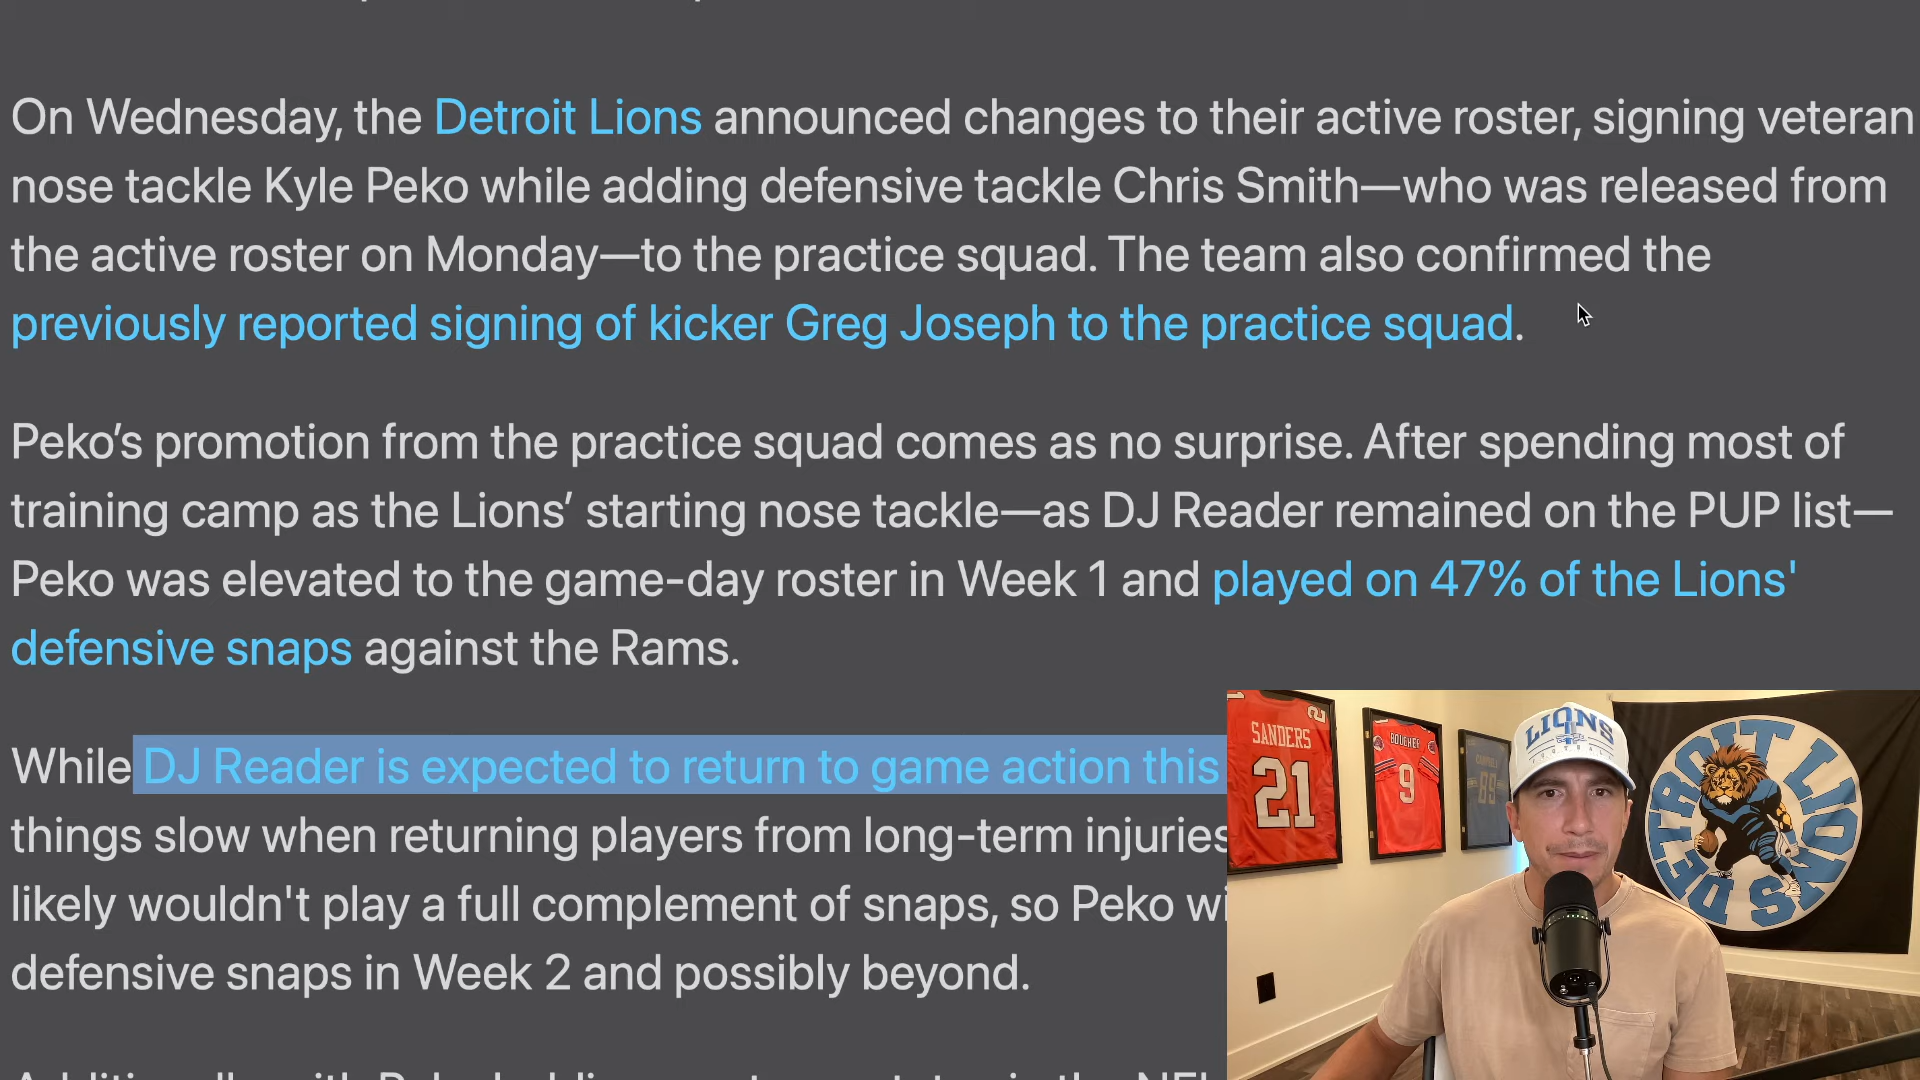 On Wednesday, the Detroit Lions announced changes to their active roster, signing veteran
nose tackle Kyle Peko while adding defensive tackle Chris Smith—who was released from
the active roster on Monday—to the practice squad. The team also confirmed the
previously reported signing of kicker Greg Joseph to the practice squad.
Peko’s promotion from the practice squad comes as no surprise. After spending most of
training camp as the Lions’ starting nose tackle—as DJ Reader remained on the PUP list—
Peko was elevated to the game-day roster in Week 1 and played on 47% of the Lions'
defensive snaps against the Rams.
While DJ Reader is expected to return to game action this
things slow when returning players from long-term injuries
likely wouldn't play a full complement of snaps, so Peko wi
defensive snaps in Week 2 and possibly beyond.
SANDERS
21
2
BOUCHER
9
CAMPBELL
89
LIONS
FOOTBALL
DETROIT LIONS